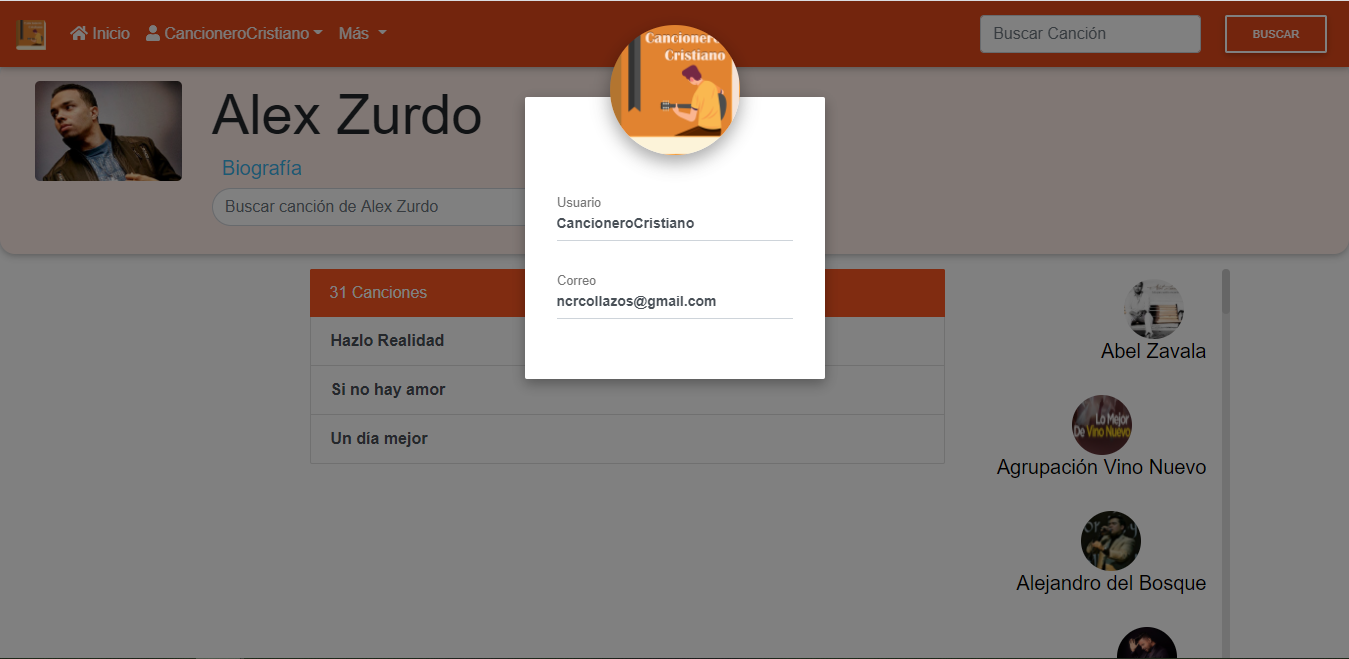 Inicio
CancioneroCristiano
Más
Buscar Canción
BUSCAR
Cancionero
Cristiano
Alex Zurdo
Biografía
Buscar canción de Alex Zurdo
Usuario
CancioneroCristiano
Correo
ncrcollazos@gmail.com
31 Canciones
Hazlo Realidad
Si no hay amor
Un día mejor
Abel Zavala
Lo Mejor
De Vino Nuevo
Agrupación Vino Nuevo
Alejandro del Bosque